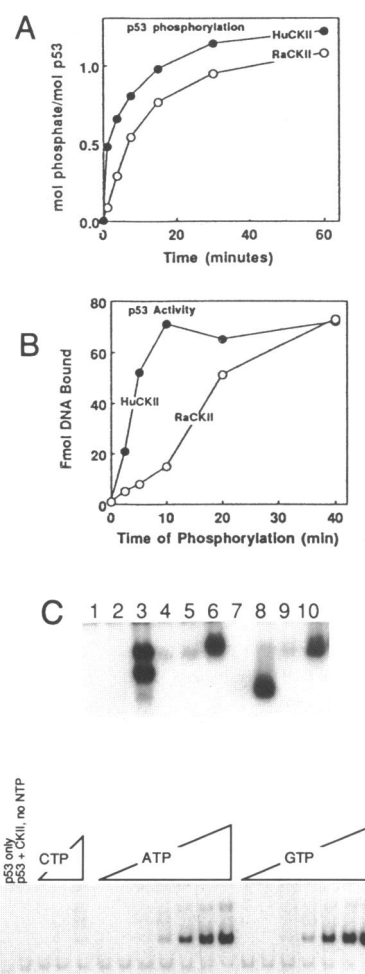 A
p53 phosphorylation
HuCKII
RaCKII
mol phosphate/mol p53
1.0
0.5
0.0
0
20
40
60
Time (minutes)
B
p53 Activity
HuCKII
RaCKII
Fmol DNA Bound
80
60
40
20
0
0
10
20
30
40
Time of Phosphorylation (min)
C
1 2 3 4 5 6 7 8 9 10
p53 only
p53 + CKII, no NTP
CTP
ATP
GTP